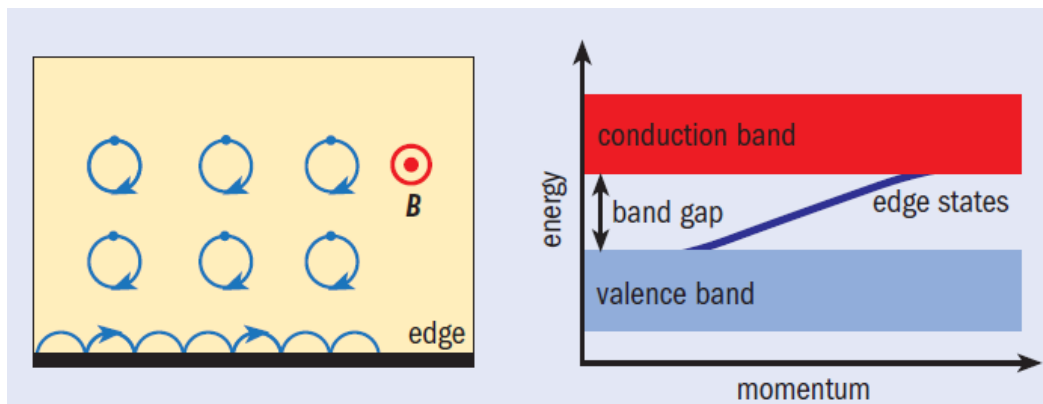 B
edge
energy
conduction band
band gap
edge states
valence band
momentum